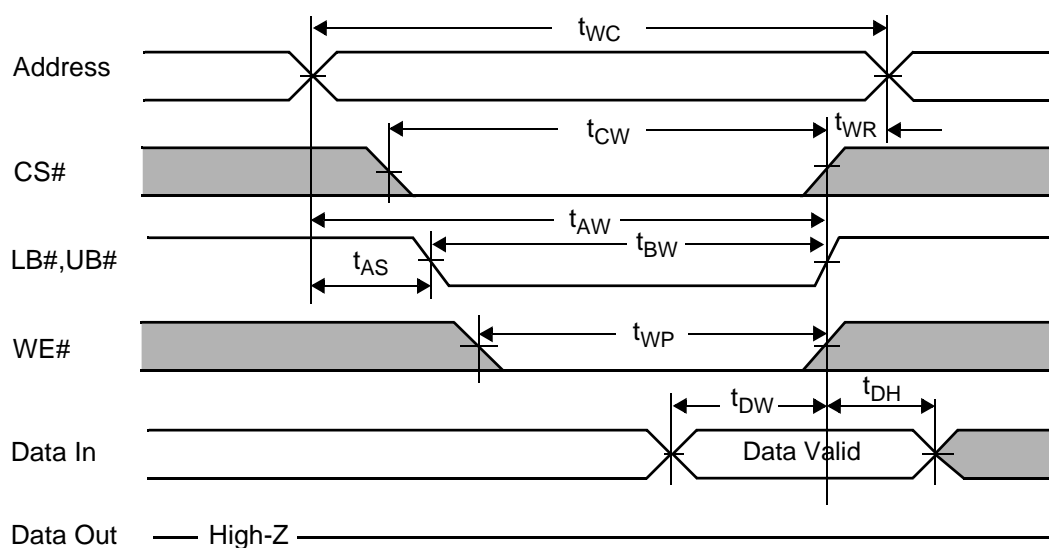 tWC
Address
tCW
tWR
CS#
tAW
LB#,UB#
tBW
tAS
WE#
tWP
tDW
tDH
Data In
Data Valid
Data Out
High-Z